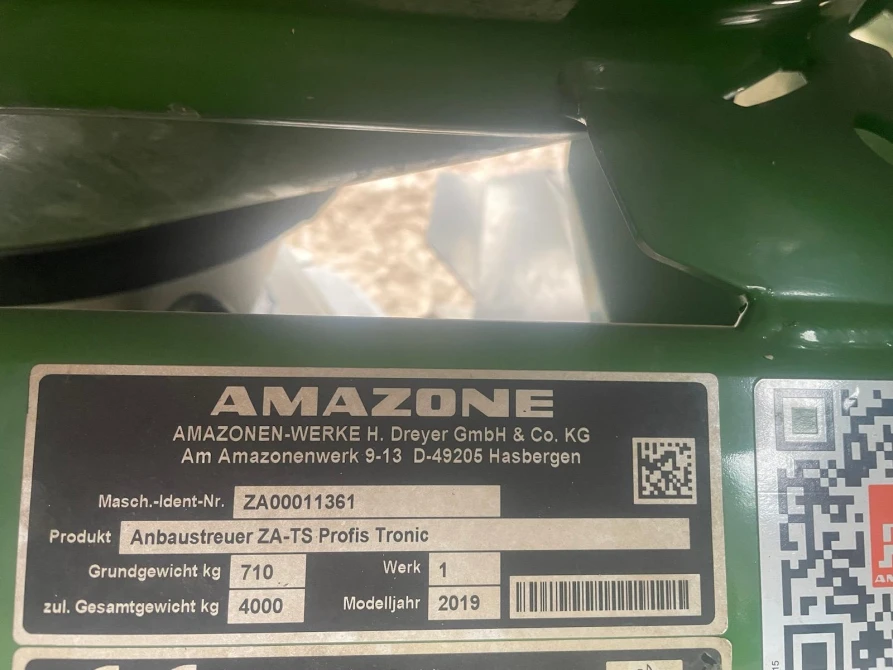 AMAZONE
AMAZONEN-WERKE H. Dreyer GmbH & Co. KG
Am Amazonenwerk 9-13 D-49205 Hasbergen
Masch.-Ident-Nr. ZA00011361
Produkt Anbaustreuer ZA-TS Profis Tronic
Grundgewicht kg 710 Werk 1
zul. Gesamtgewicht kg 4000 Modelljahr 2019